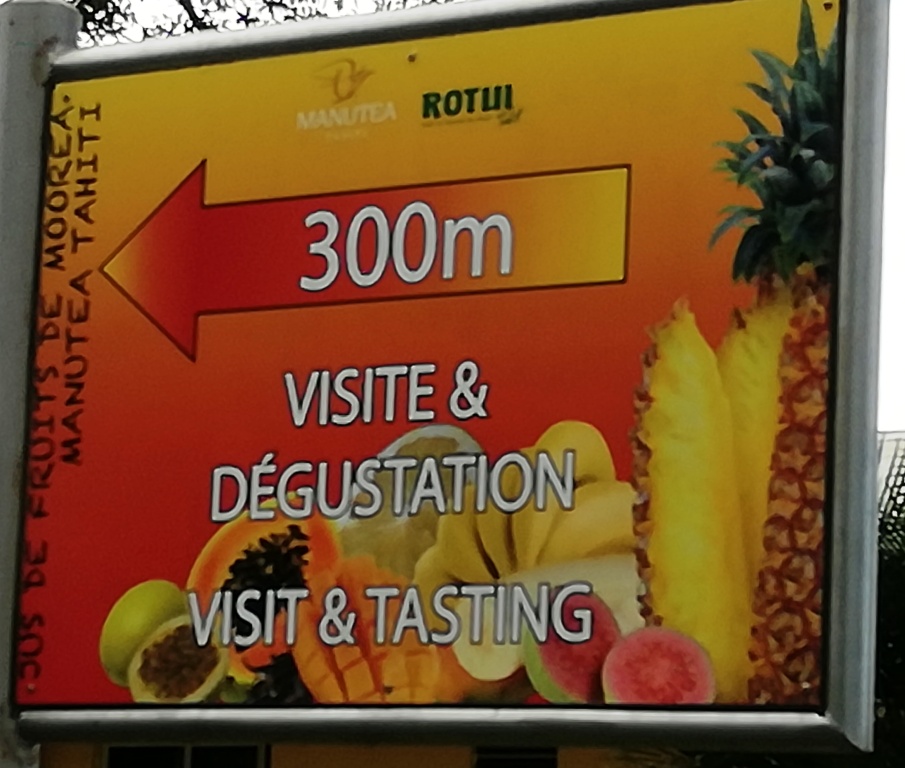 MANUTEA
ROTUI
300m
VISITE &
DÉGUSTATION
VISIT & TASTING
.JUS DE FRUITS DE MOOREA.
MANUTEA TAHITI